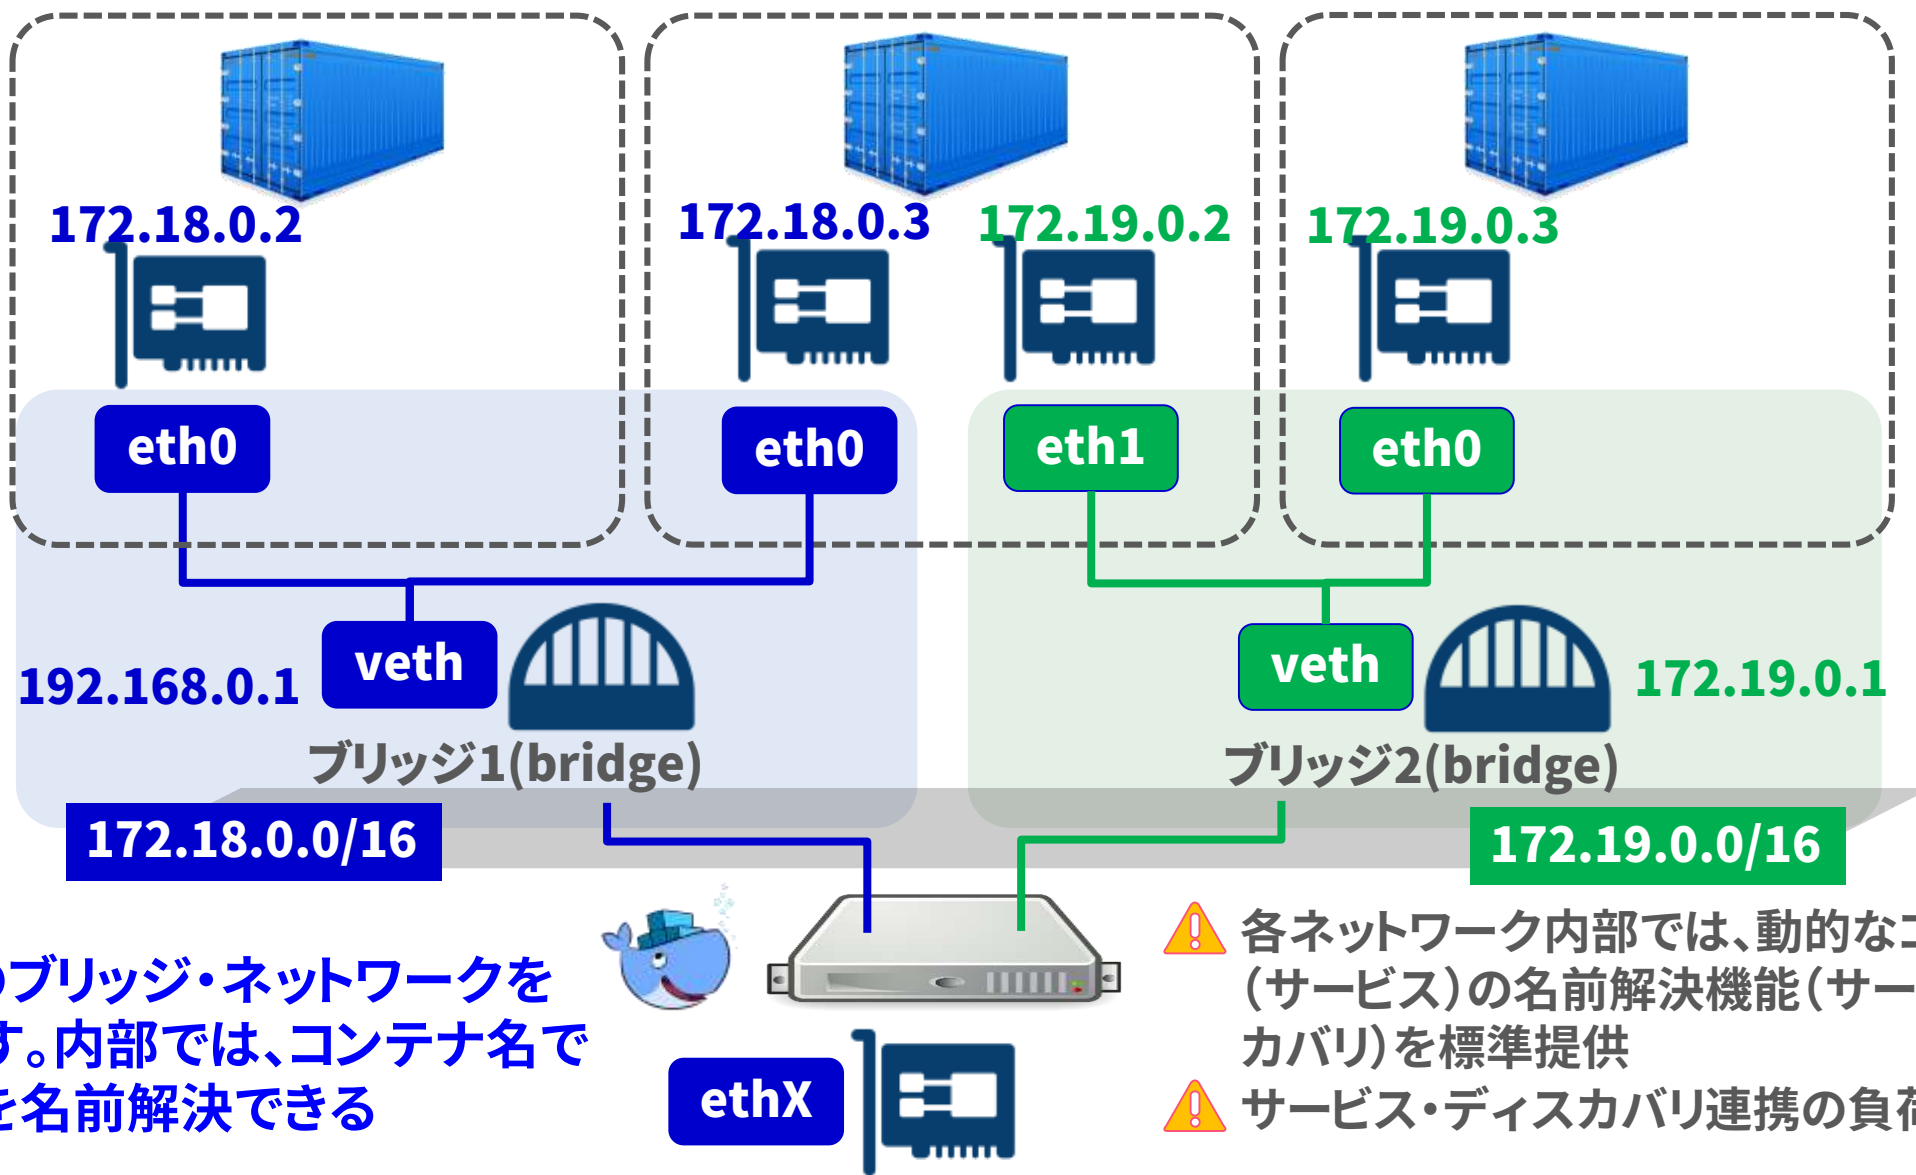 172.18.0.2
172.18.0.3
172.19.0.2
172.19.0.3
eth0
eth0
eth1
eth0
veth
veth
192.168.0.1
172.19.0.1
ブリッジ1(bridge)
ブリッジ2(bridge)
172.18.0.0/16
172.19.0.0/16
ブリッジ・ネットワークを
す。内部では、コンテナ名で
を名前解決できる
ethX
各ネットワーク内部では、動的なコ
(サービス)の名前解決機能(サー
カバリ)を標準提供
サービス・ディスカバリ連携の負荷